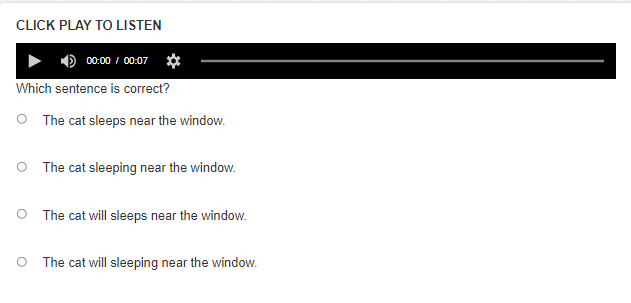 CLICK PLAY TO LISTEN
00:00 / 00:07
Which sentence is correct?
The cat sleeps near the window.
The cat sleeping near the window.
The cat will sleeps near the window.
The cat will sleeping near the window.